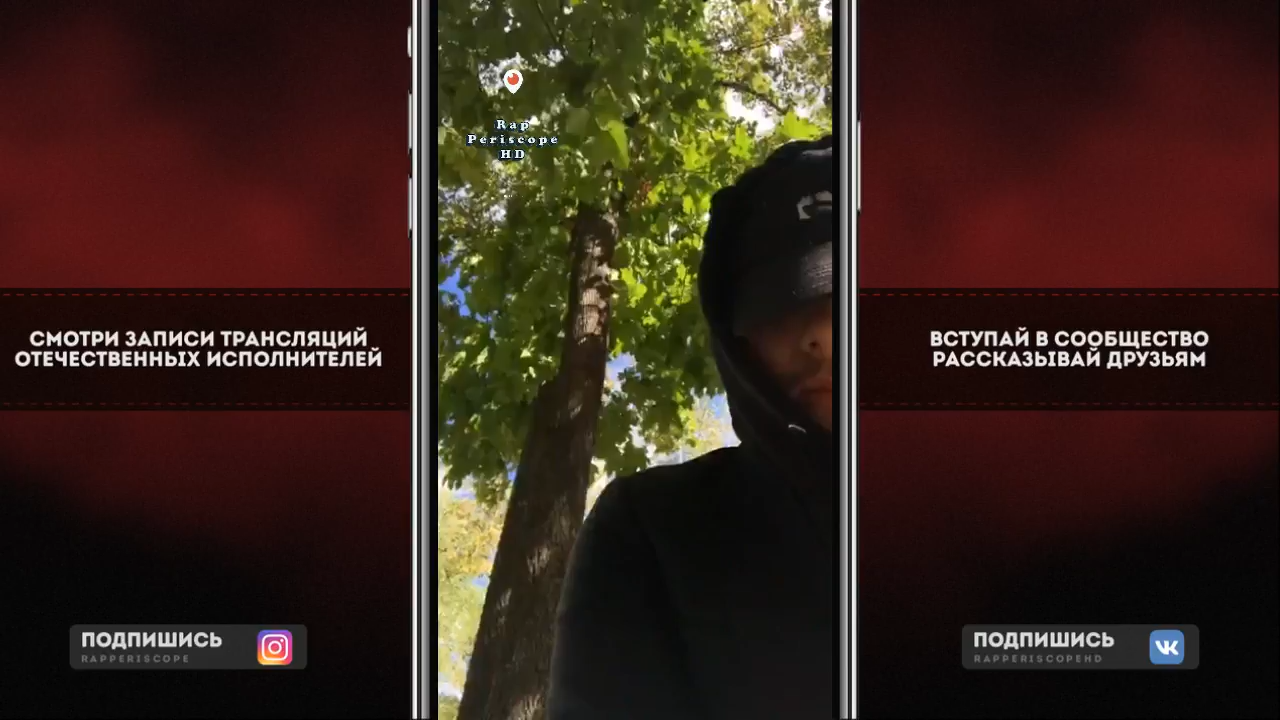 Rap
Periscope
HD
СМОТРИ ЗАПИСИ ТРАНСЛЯЦИЙ
ОТЕЧЕСТВЕННЫХ ИСПОЛНИТЕЛЕЙ
ВСТУПАЙ В СООБЩЕСТВО
РАССКАЗЫВАЙ ДРУЗЬЯМ
ПОДПИШИСЬ
RAPPERISCOPE
ПОДПИШИСЬ
RAPPERISCOPEHD